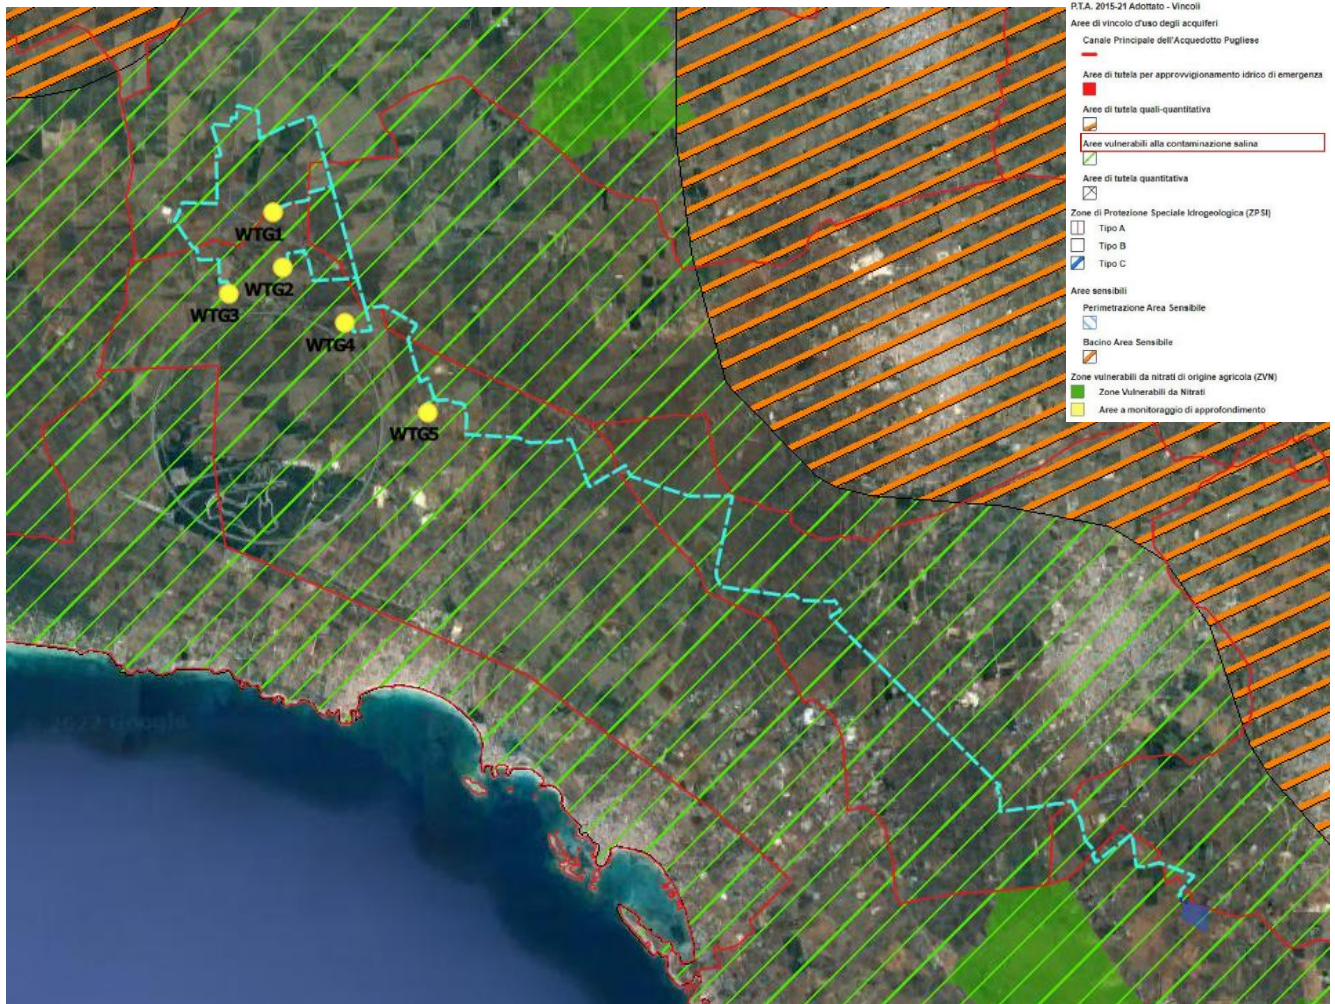 P.T.A. 2015-21 Adottato - Vincoli
Aree di vincolo d'uso degli acquiferi
Canale Principale dell'Acquedotto Pugliese
Aree di tutela per approvvigionamento idrico di emergenza
Aree di tutela quali-quantitativa
Aree vulnerabili alla contaminazione salina
Aree di tutela quantitativa
Zone di Protezione Speciale Idrogeologica (ZPSI)
Tipo A
Tipo B
Tipo C
Aree sensibili
Perimetrazione Area Sensibile
Bacino Area Sensibile
Zone vulnerabili da nitrati di origine agricola (ZVN)
Zone Vulnerabili da Nitrati
Aree a monitoraggio di approfondimento
WTG1
WTG2
WTG3
WTG4
WTG5
2022 Google